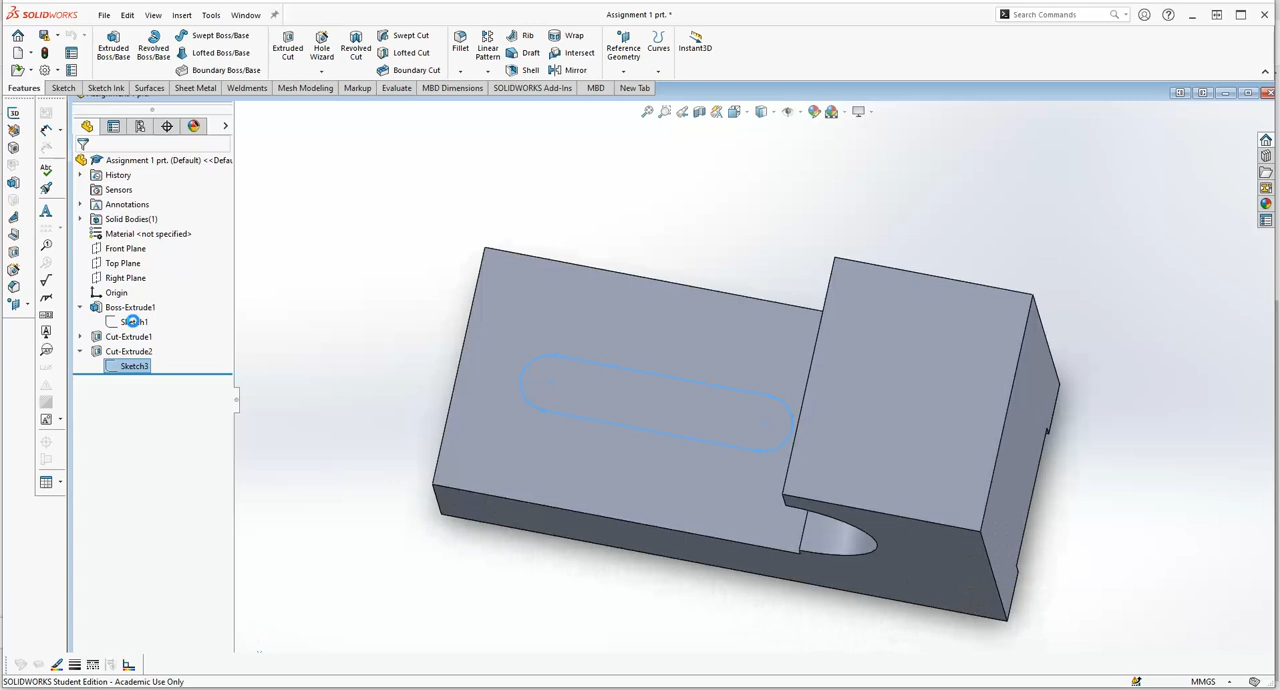 SOLIDWORKS
File
Edit
View
Insert
Tools
Window
Assignment 1 prt. *
Search Commands
Extruded Boss/Base
Revolved Boss/Base
Swept Boss/Base
Lofted Boss/Base
Boundary Boss/Base
Extruded Cut
Hole Wizard
Revolved Cut
Swept Cut
Lofted Cut
Boundary Cut
Fillet
Linear Pattern
Rib
Draft
Shell
Wrap
Intersect
Mirror
Reference Geometry
Curves
Instant3D
Features
Sketch
Sketch Ink
Surfaces
Sheet Metal
Weldments
Mesh Modeling
Markup
Evaluate
MBD Dimensions
SOLIDWORKS Add-Ins
MBD
New Tab
Assignment 1 prt. (Default) <<Defau
History
Sensors
Annotations
Solid Bodies(1)
Material <not specified>
Front Plane
Top Plane
Right Plane
Origin
Boss-Extrude1
Sketch1
Cut-Extrude1
Cut-Extrude2
Sketch3
SOLIDWORKS Student Edition - Academic Use Only
MMGS